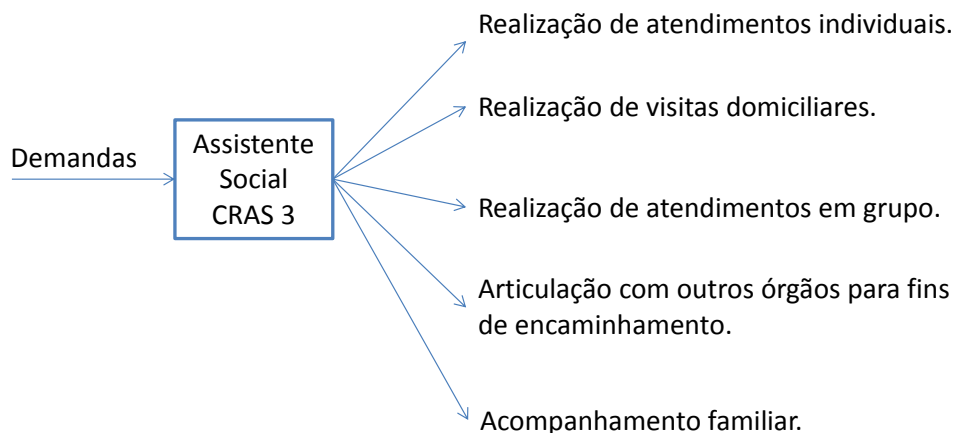 Realização de atendimentos individuais.
Realização de visitas domiciliares.
Demandas
Assistente
Social
CRAS 3
Realização de atendimentos em grupo.
Articulação com outros órgãos para fins
de encaminhamento.
Acompanhamento familiar.